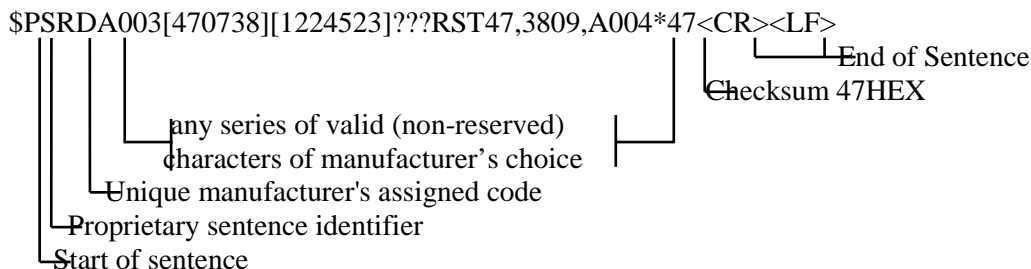 $PSRDA003[470738][1224523]???RST47,3809,A004*47<CR><LF>
End of Sentence
Checksum 47HEX
any series of valid (non-reserved)
characters of manufacturer’s choice
Unique manufacturer's assigned code
Proprietary sentence identifier
Start of sentence